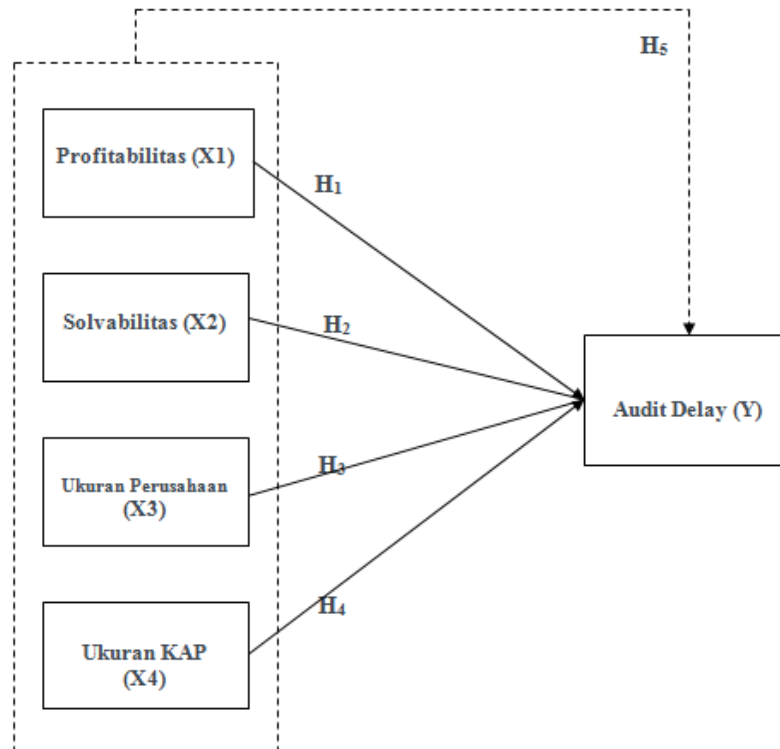 H5
Profitabilitas (X1)
H1
Solvabilitas (X2)
H2
Audit Delay (Y)
Ukuran Perusahaan
(X3)
H3
H4
Ukuran KAP
(X4)